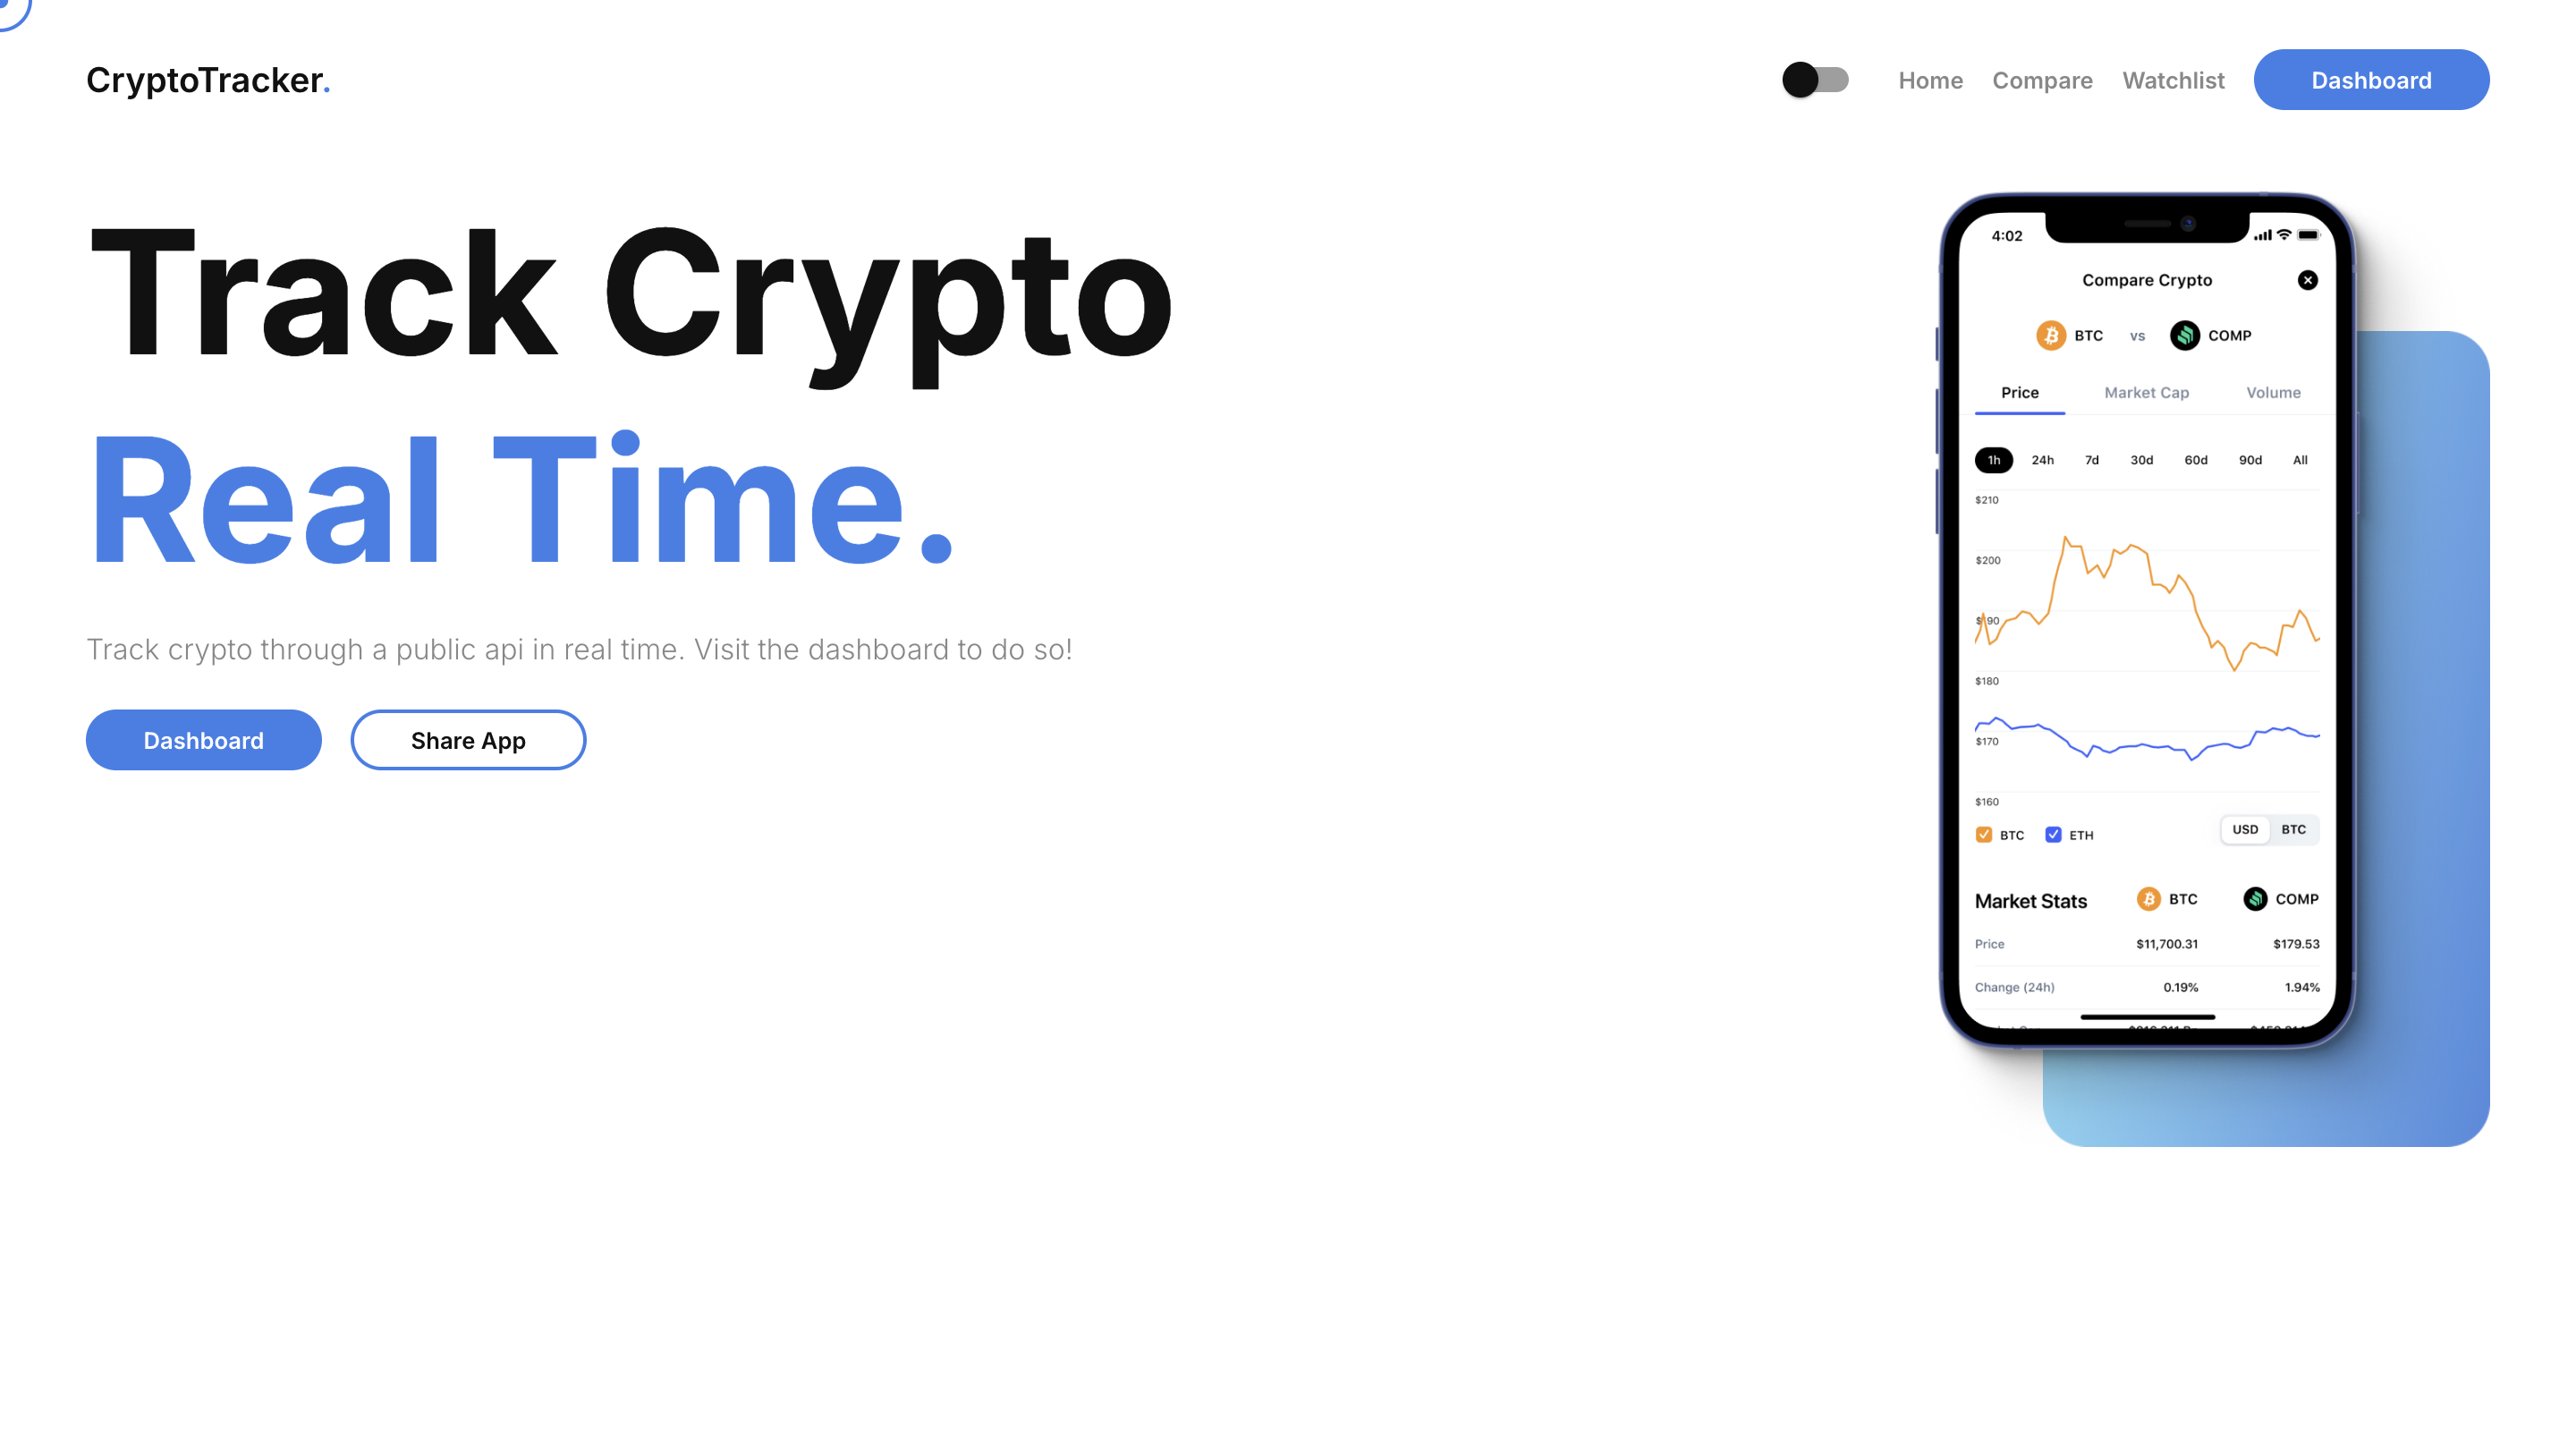 CryptoTracker.
Home Compare Watchlist Dashboard
Track Crypto
Real Time.
Track crypto through a public api in real time. Visit the dashboard to do so!
Dashboard Share App
4:02
Compare Crypto
BTC vs COMP
Price Market Cap Volume
1h 24h 7d 30d 60d 90d All
$210
$200
$190
$180
$170
$160
BTC ETH USD BTC
Market Stats BTC COMP
Price $11,700.31 $179.53
Change (24h) 0.19% 1.94%